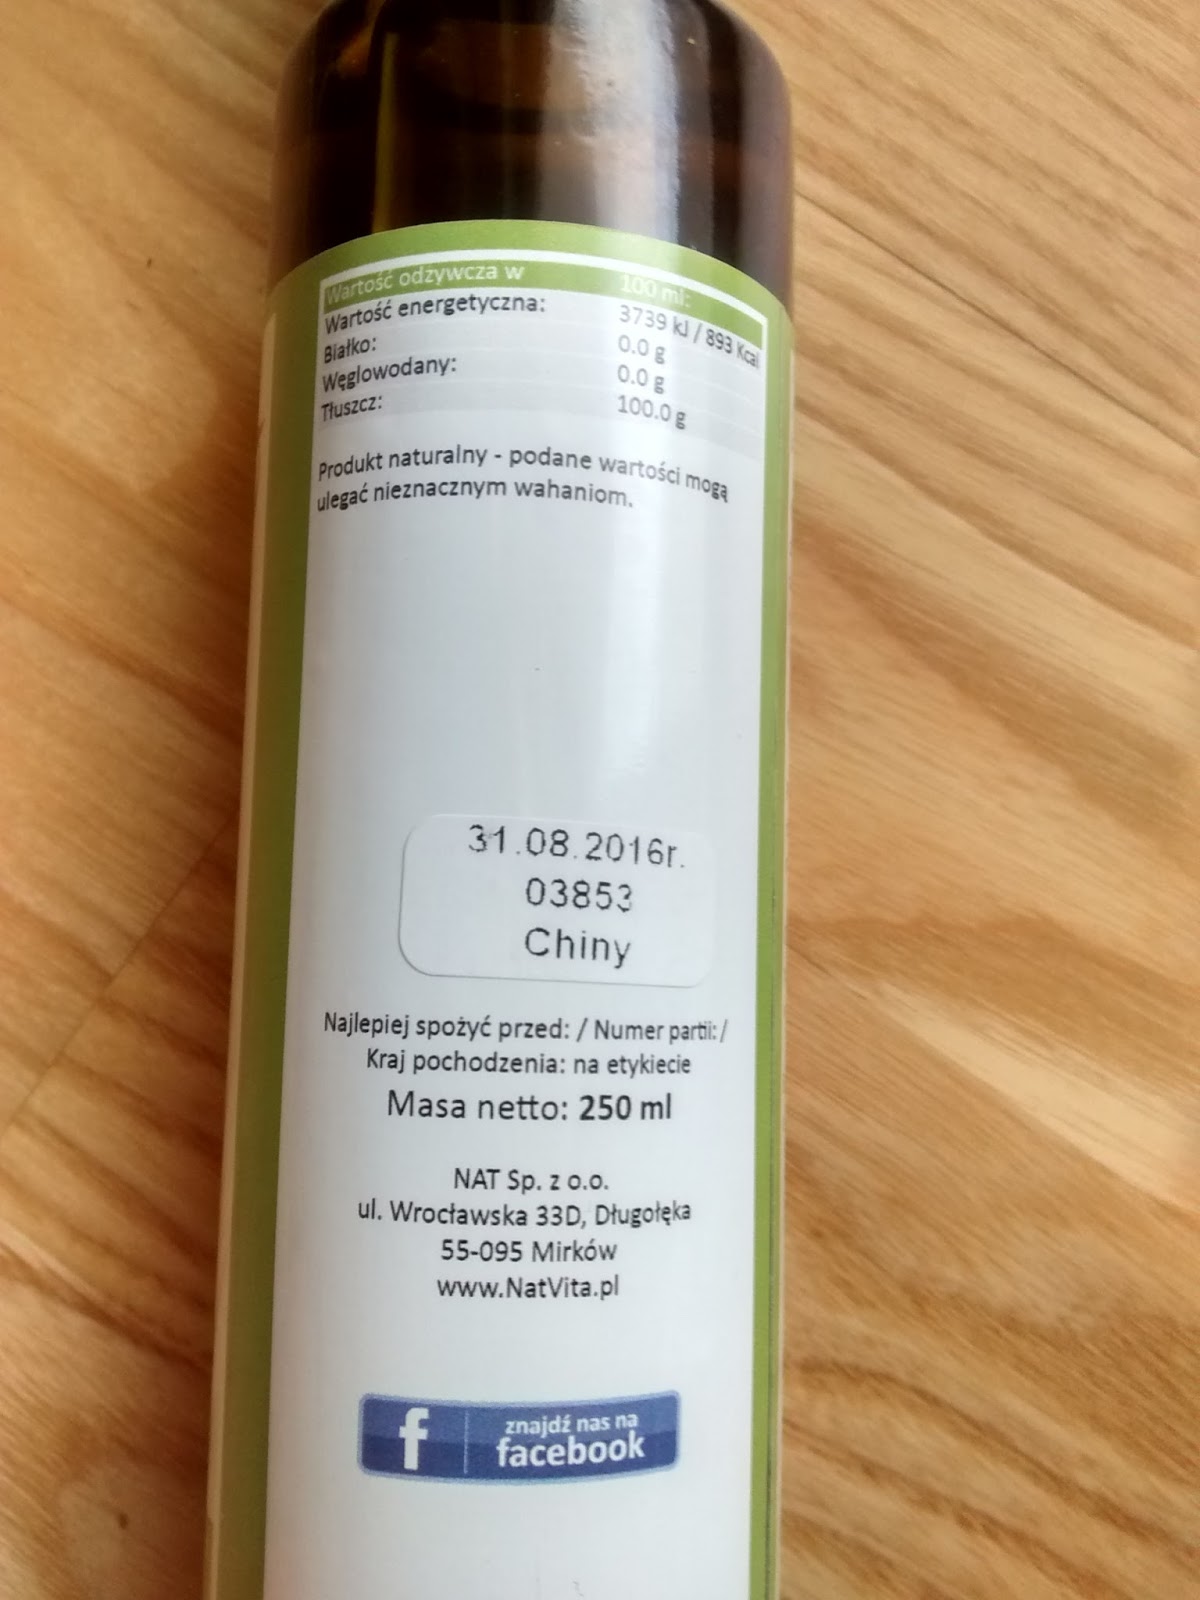 Wartość odżywcza w 100 ml:
Wartość energetyczna: 3739 kJ / 893 Kcal
Białko: 0.0 g
Węglowodany: 0.0 g
Tłuszcz: 100.0 g
Produkt naturalny - podane wartości mogą
ulegać nieznacznym wahaniom.
31.08.2016r.
03853
Chiny
Najlepiej spożyć przed: / Numer partii: /
Kraj pochodzenia: na etykiecie
Masa netto: 250 ml
NAT Sp. z o.o.
ul. Wrocławska 33D, Długołęka
55-095 Mirków
www.NatVita.pl
f znajdź nas na
facebook